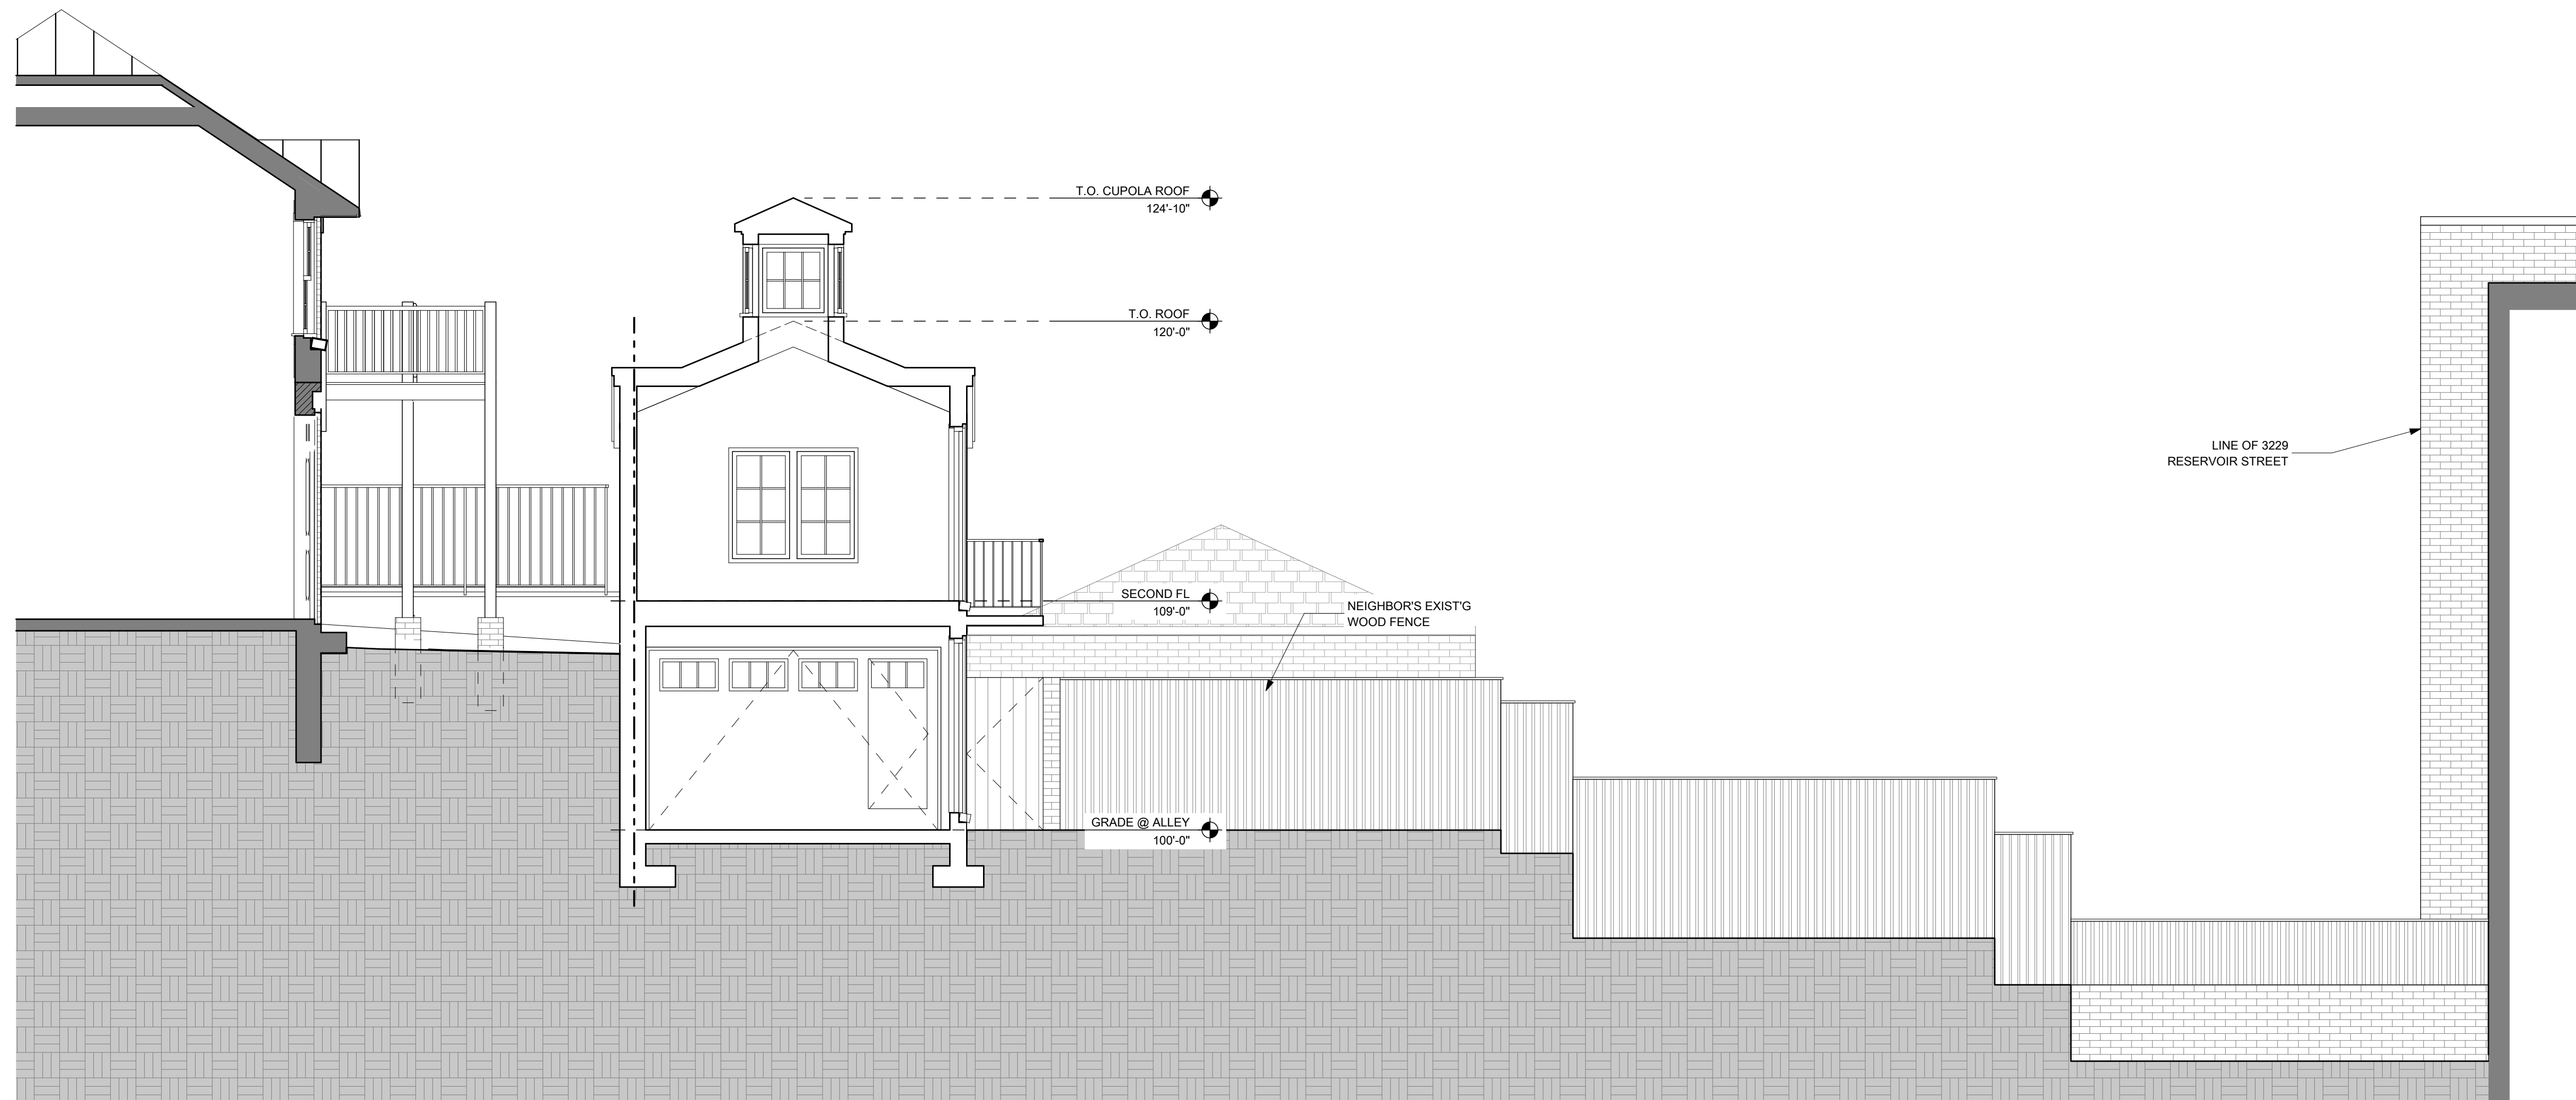 T.O. CUPOLA ROOF
124'-10"
T.O. ROOF
120'-0"
LINE OF 3229
RESERVOIR STREET
SECOND FL
109'-0"
NEIGHBOR'S EXIST'G
WOOD FENCE
GRADE @ ALLEY
100'-0"